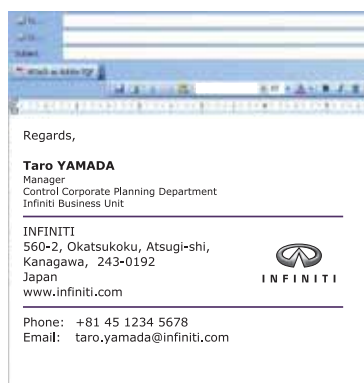 Regards,
Taro YAMADA
Manager
Control Corporate Planning Department
Infiniti Business Unit
INFINITI
560-2, Okatsukoku, Atsugi-shi,
Kanagawa, 243-0192
Japan
www.infiniti.com
INFINITI
Phone: +81 45 1234 5678
Email: taro.yamada@infiniti.com